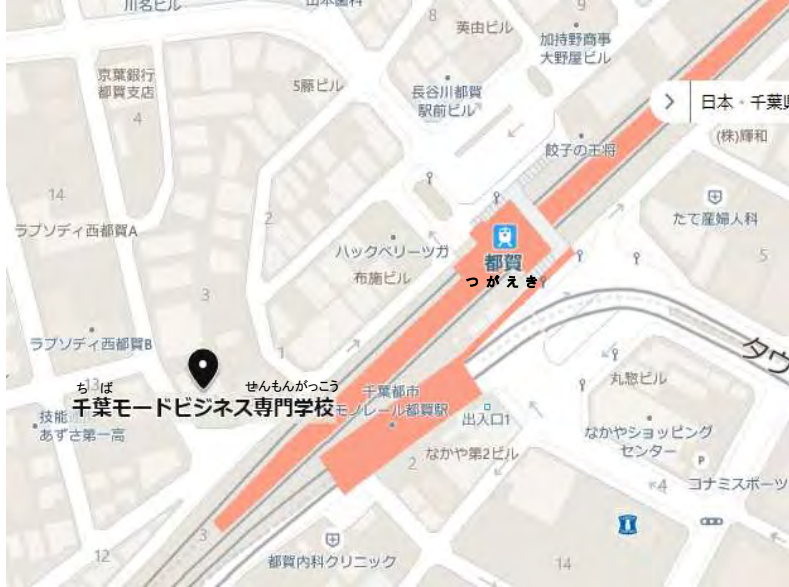 川名ビル
8
9
英由ビル
加持野商事
大野屋ビル
京葉銀行
都賀支店
4
5藤ビル
長谷川都賀
駅前ビル
日本・千葉県
(株)輝和
餃子の王将
14
ラプソディ西都賀A
2
ハックベリーツガ
布施ビル
都賀
つがえき
たて産婦人科
5
3
ラプソディ西都賀B
1
タウ
13
ちば
せんもんがっこう
千葉モードビジネス専門学校
技能
あずさ第一高
千葉都市
モノレール都賀駅
出入口1
丸惣ビル
なかやショッピング
センター
P
なかや第2ビル
2
4
コナミスポーツ
3
12
都賀内科クリニック
14